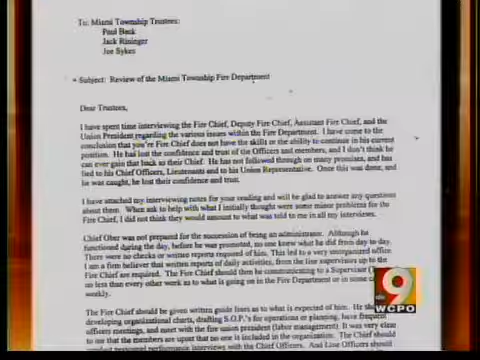 To: Miami Township Trustees:
Paul Beck
Jack Rininger
Joe Sykes
Subject: Review of the Miami Township Fire Department
Dear Trustees,
I have spent time interviewing the Fire Chief, Deputy Fire Chief, Assistant Fire Chief, and the
Union President regarding the various issues within the Fire Department. I have come to the
conclusion that you're Fire Chief does not have the skills or the ability to continue in his current
position. He has lost the confidence and trust of the Officers and members, and I don't think he
can ever gain that back as their Chief. He has not followed through on many promises, and has
lied to his Chief Officers, Lieutenants and to his Union Representative. Once this was done, and
he was caught, he lost their confidence and trust.
I have attached my interviewing notes for your reading and will be glad to answer any questions
about them. When ask to help with what I initially thought were some minor problems for the
Fire Chief, I did not think they would amount to what was told to me in all my interviews.
Chief Ober was not prepared for the succession of being an administrator. Although he
functioned during the day, before he was promoted, no one knew what he did from day to day.
There were no checks or written reports required of him. This led to a very unorganized office.
I am a firm believer that written reports of daily activities, from the line supervisors up to the
Fire Chief are required. The Fire Chief should then be communicating to a Supervisor
no less than every other week as to what is going on in the Fire Department or in some
weekly.
The Fire Chief should be given written guide lines as to what is expected of him. He
developing organizational charts, drafting S.O.P.'s for operations or planning, have frequent
officers meetings, and meet with the fire union president (labor management). It was very clear
to me that the members are upset that no one is included in the organization. The Chief should
conduct personnel performance interviews with the Chief Officers. And Line Officers should
abc 9
WCPO